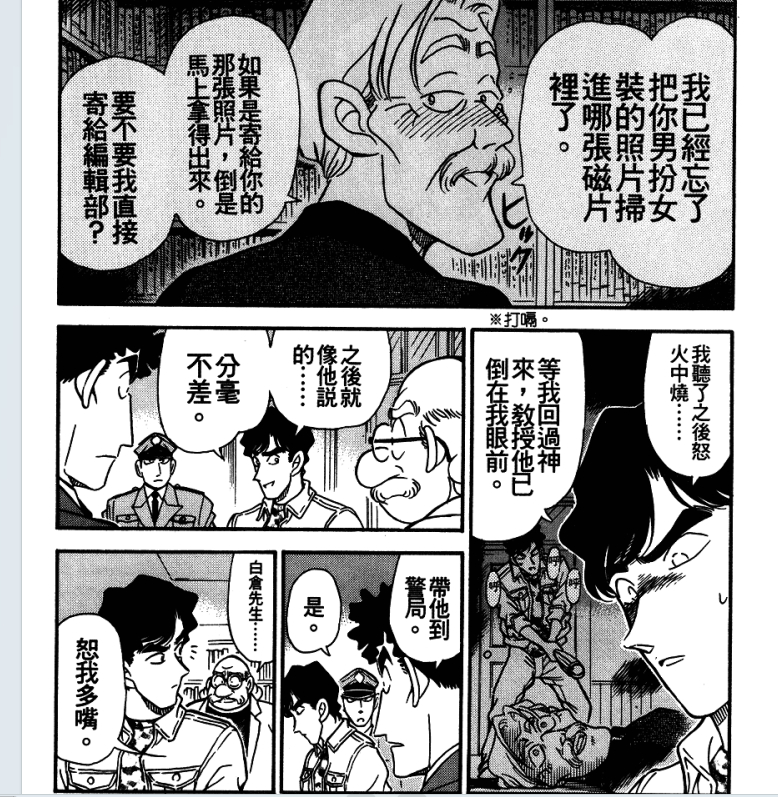 我已經忘了
把你男扮女
裝的照片掃
進哪張磁片
裡了。
如果是寄給你的
那張照片，倒是
馬上拿得出來。
要不要我直接
寄給編輯部？
ヒック
※打嗝。
我聽了之後怒
火中燒……
等我回過神
來，教授他已
倒在我眼前。
呼
呼
之後就
像他說
的……
分毫
不差。
帶他到
警局。
是。
白倉先生……
恕我多嘴。